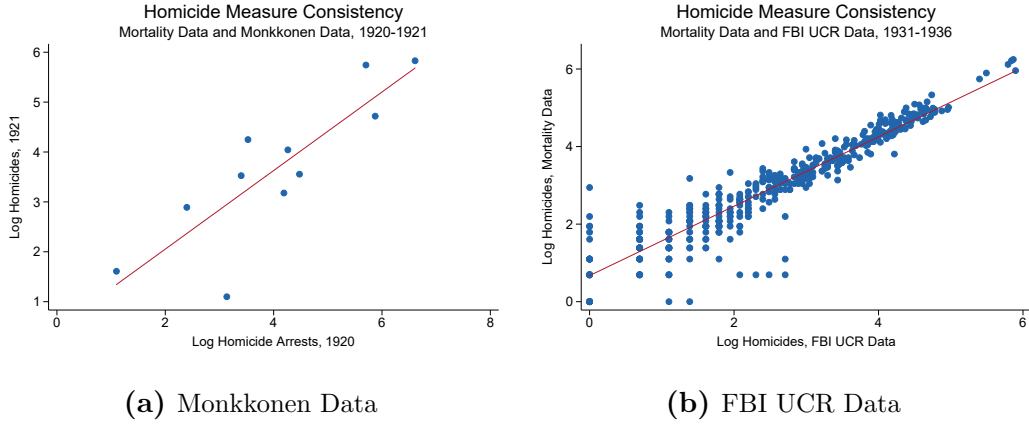 Homicide Measure Consistency
Mortality Data and Monkkonen Data, 1920-1921
Log Homicides, 1921
6
5
4
3
2
1
0
2
4
6
8
Log Homicide Arrests, 1920
(a) Monkkonen Data
Homicide Measure Consistency
Mortality Data and FBI UCR Data, 1931-1936
Log Homicides, Mortality Data
6
4
2
0
0
2
4
6
Log Homicides, FBI UCR Data
(b) FBI UCR Data